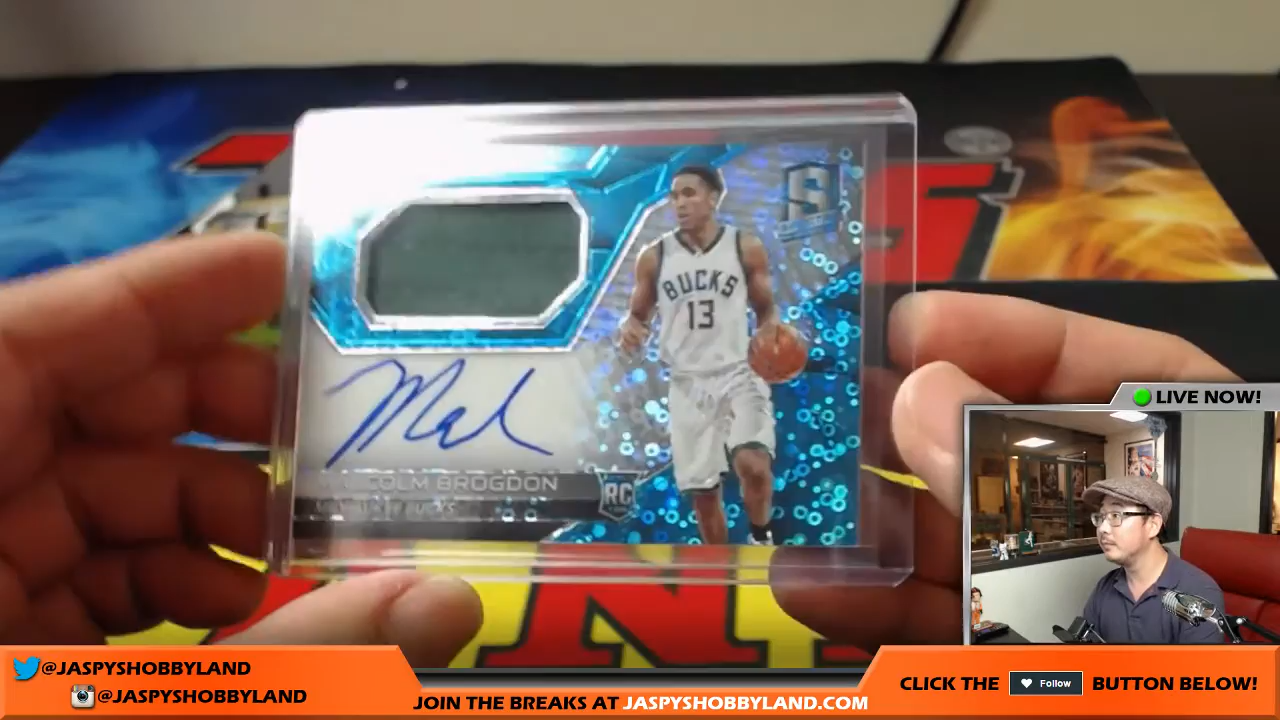 BUCKS
13
S
OLM BROGDON
RC
LIVE NOW!
@JASPYSHOBBYLAND
@JASPYSHOBBYLAND
JOIN THE BREAKS AT JASPYSHOBBYLAND.COM
CLICK THE Follow BUTTON BELOW!